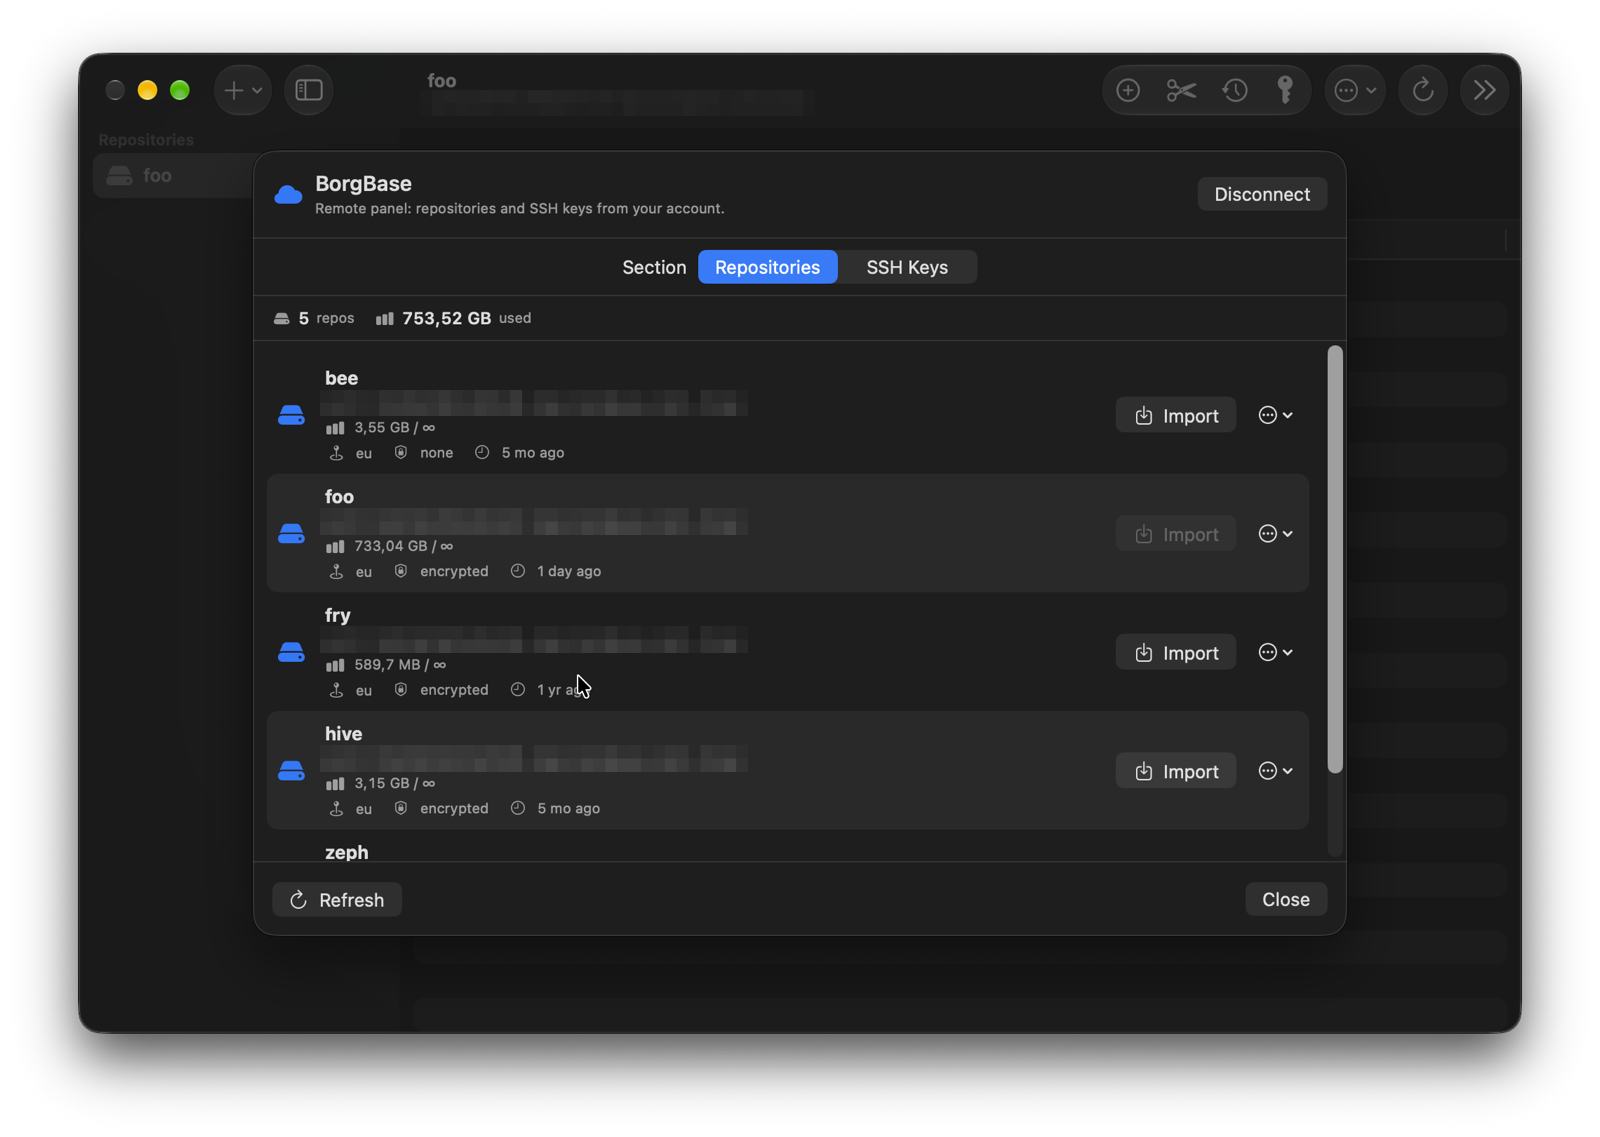 foo
Repositories
foo
BorgBase
Remote panel: repositories and SSH keys from your account.
Disconnect
Section Repositories SSH Keys
5 repos 753,52 GB used
bee
3,55 GB / ∞
eu none 5 mo ago
Import
foo
733,04 GB / ∞
eu encrypted 1 day ago
Import
fry
589,7 MB / ∞
eu encrypted 1 yr ago
Import
hive
3,15 GB / ∞
eu encrypted 5 mo ago
Import
zeph
Refresh
Close